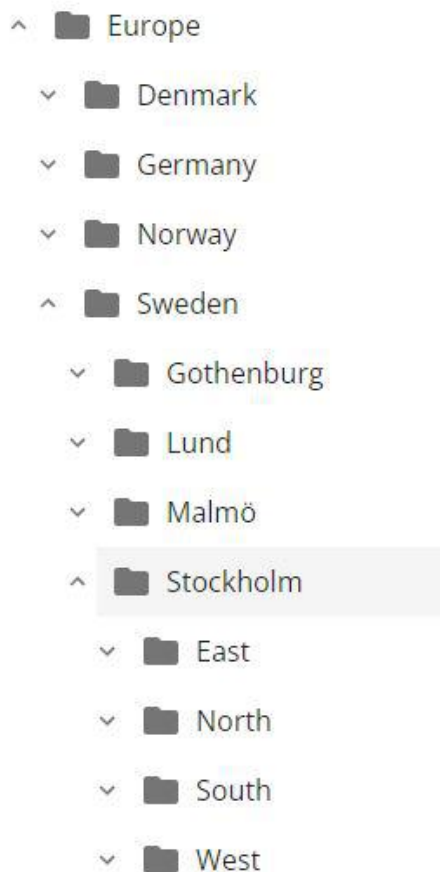 Europe
Denmark
Germany
Norway
Sweden
Gothenburg
Lund
Malmö
Stockholm
East
North
South
West